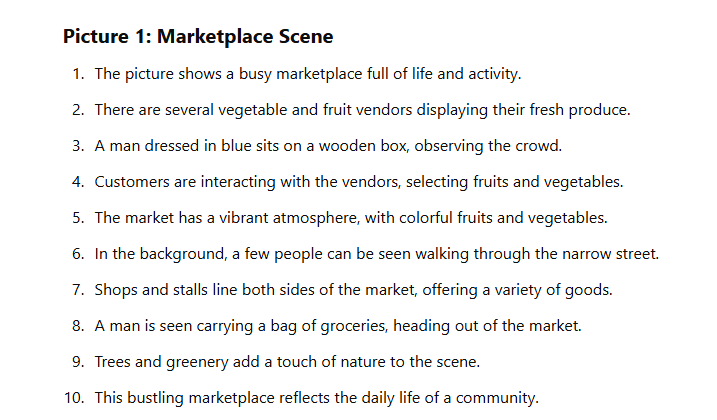 Picture 1: Marketplace Scene
1. The picture shows a busy marketplace full of life and activity.
2. There are several vegetable and fruit vendors displaying their fresh produce.
3. A man dressed in blue sits on a wooden box, observing the crowd.
4. Customers are interacting with the vendors, selecting fruits and vegetables.
5. The market has a vibrant atmosphere, with colorful fruits and vegetables.
6. In the background, a few people can be seen walking through the narrow street.
7. Shops and stalls line both sides of the market, offering a variety of goods.
8. A man is seen carrying a bag of groceries, heading out of the market.
9. Trees and greenery add a touch of nature to the scene.
10. This bustling marketplace reflects the daily life of a community.